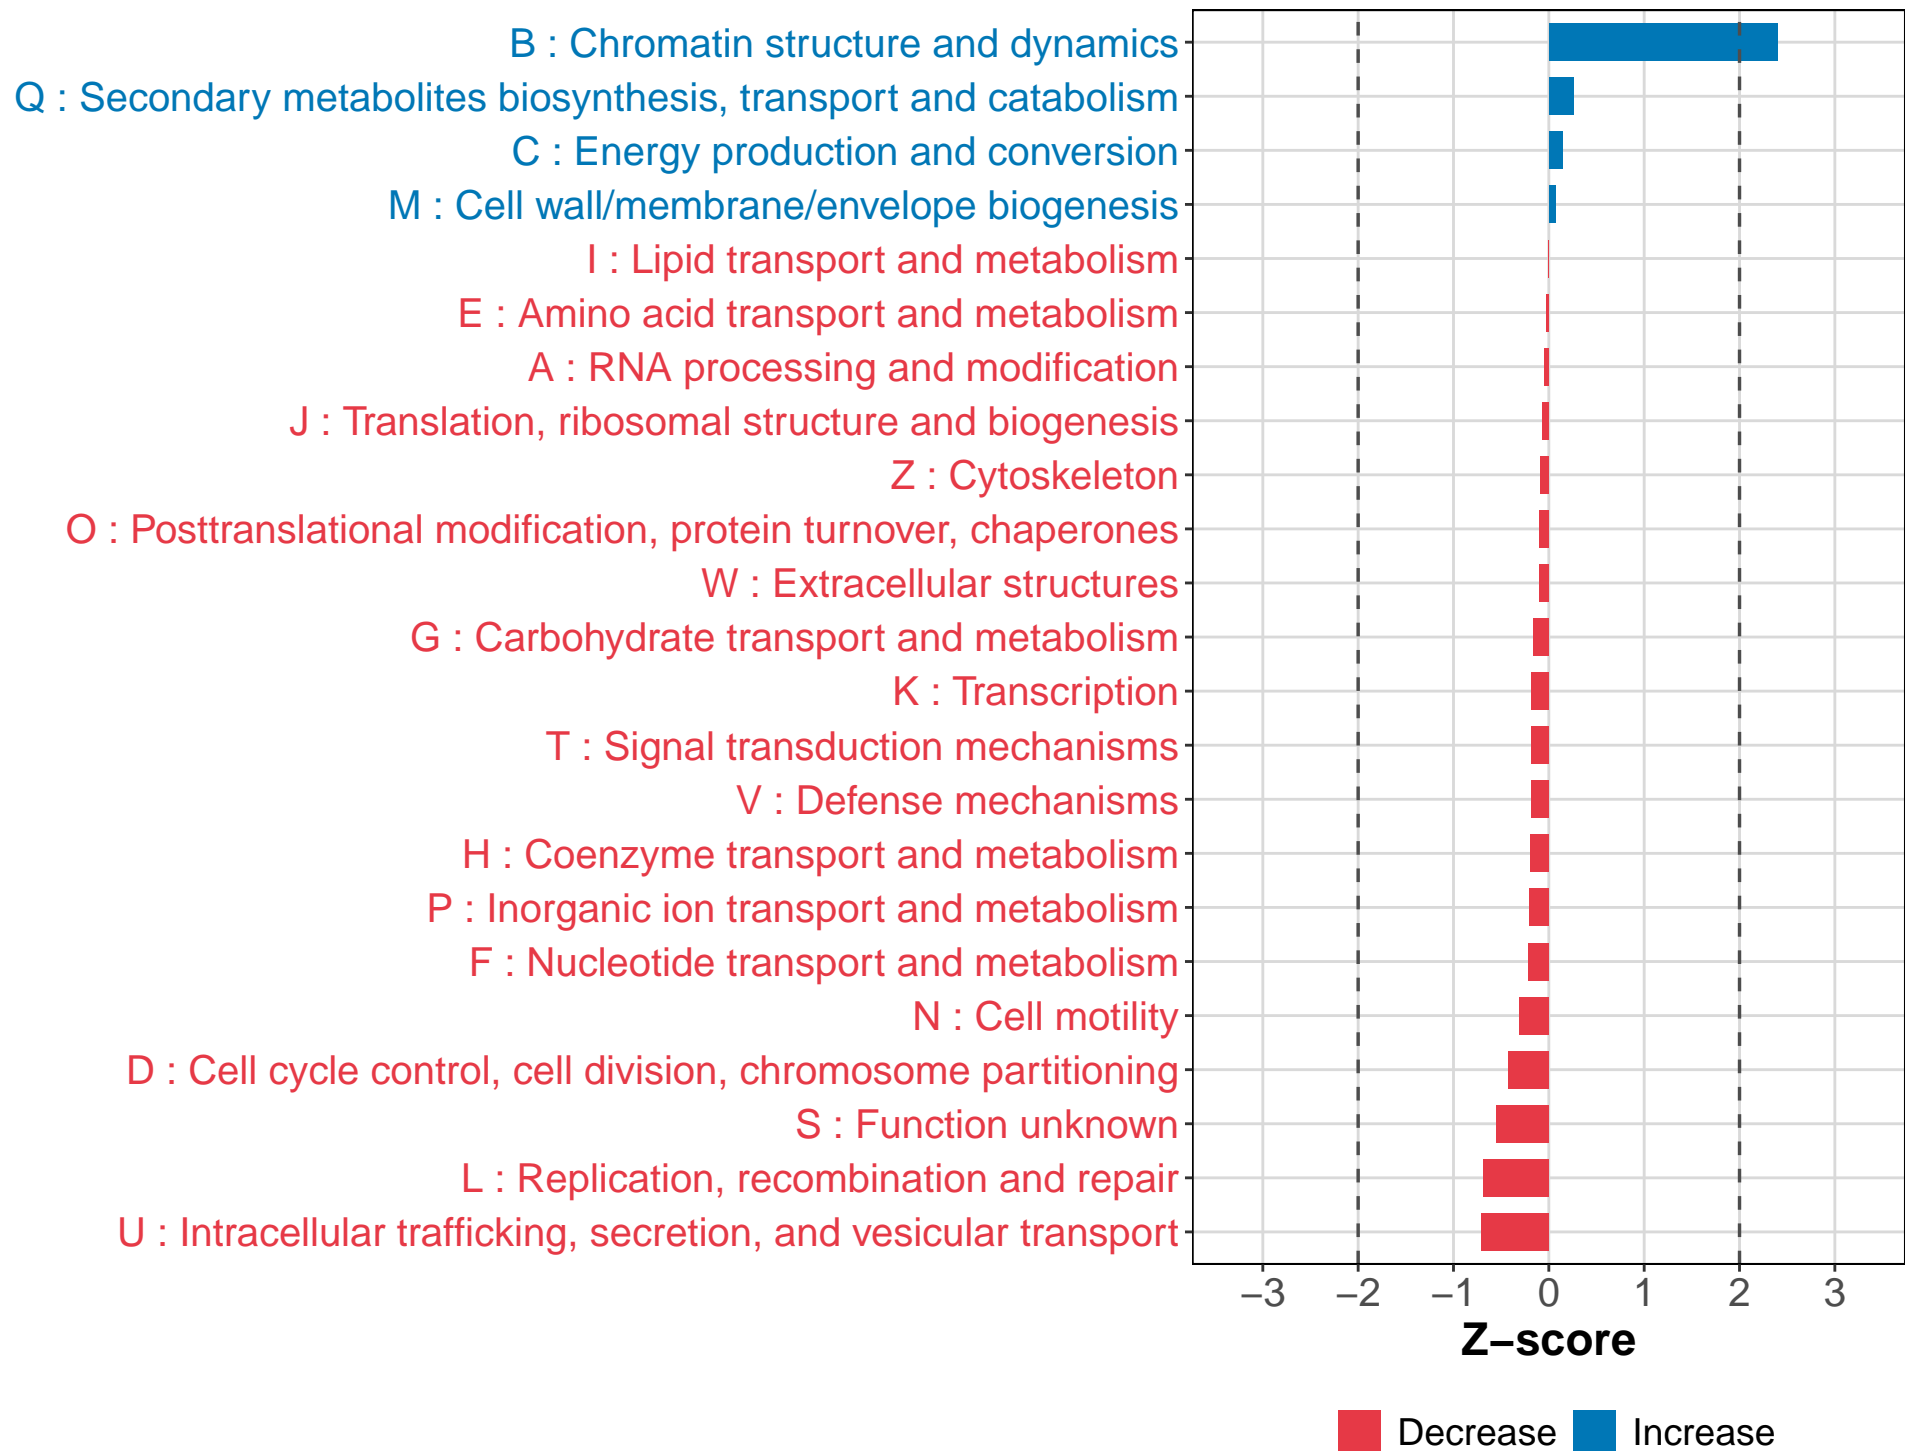 B : Chromatin structure and dynamics
Q : Secondary metabolites biosynthesis, transport and catabolism
C : Energy production and conversion
M : Cell wall/membrane/envelope biogenesis
I : Lipid transport and metabolism
E : Amino acid transport and metabolism
A : RNA processing and modification
J : Translation, ribosomal structure and biogenesis
Z : Cytoskeleton
O : Posttranslational modification, protein turnover, chaperones
W : Extracellular structures
G : Carbohydrate transport and metabolism
K : Transcription
T : Signal transduction mechanisms
V : Defense mechanisms
H : Coenzyme transport and metabolism
P : Inorganic ion transport and metabolism
F : Nucleotide transport and metabolism
N : Cell motility
D : Cell cycle control, cell division, chromosome partitioning
S : Function unknown
L : Replication, recombination and repair
U : Intracellular trafficking, secretion, and vesicular transport
−3 −2 −1 0 1 2 3
Z−score
Decrease Increase